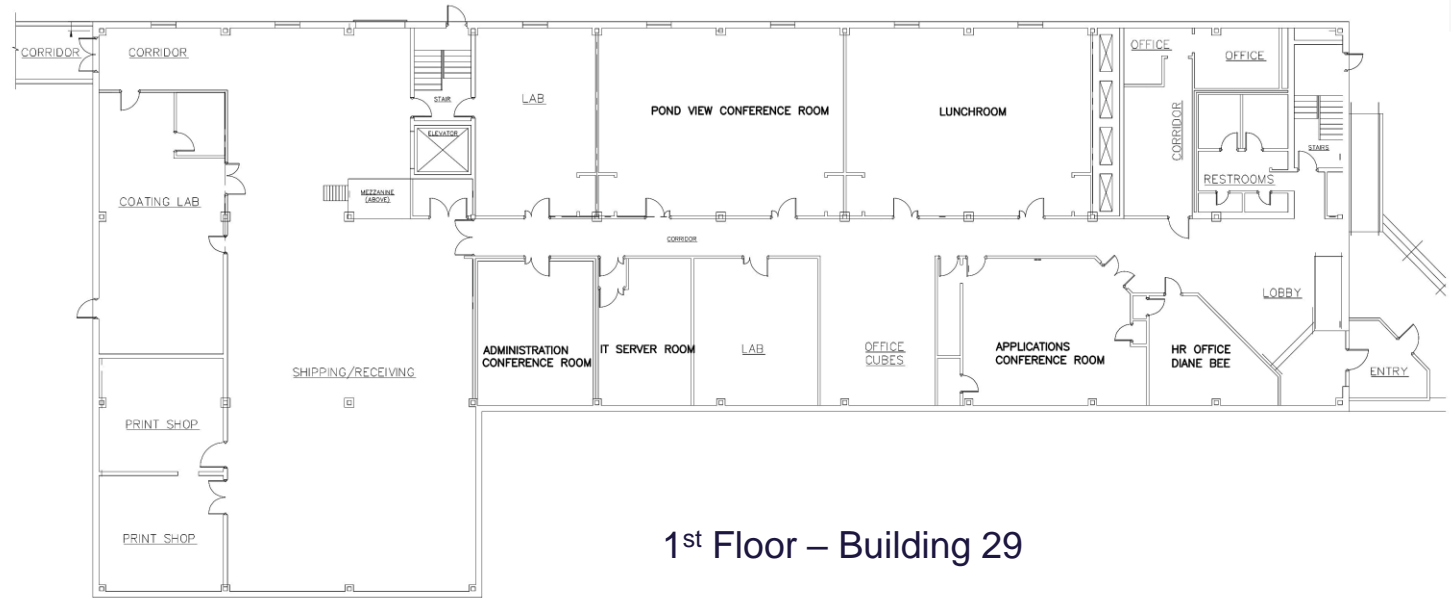 CORRIDOR
CORRIDOR
OFFICE
OFFICE
STAIR
LAB
POND VIEW CONFERENCE ROOM
LUNCHROOM
ELEVATOR
CORRIDOR
STAIRS
RESTROOMS
MEZZANINE
(ABOVE)
COATING LAB
CORRIDOR
LOBBY
ADMINISTRATION
CONFERENCE ROOM
IT SERVER ROOM
LAB
OFFICE
CUBES
APPLICATIONS
CONFERENCE ROOM
HR OFFICE
DIANE BEE
ENTRY
SHIPPING/RECEIVING
PRINT SHOP
PRINT SHOP
1st Floor – Building 29